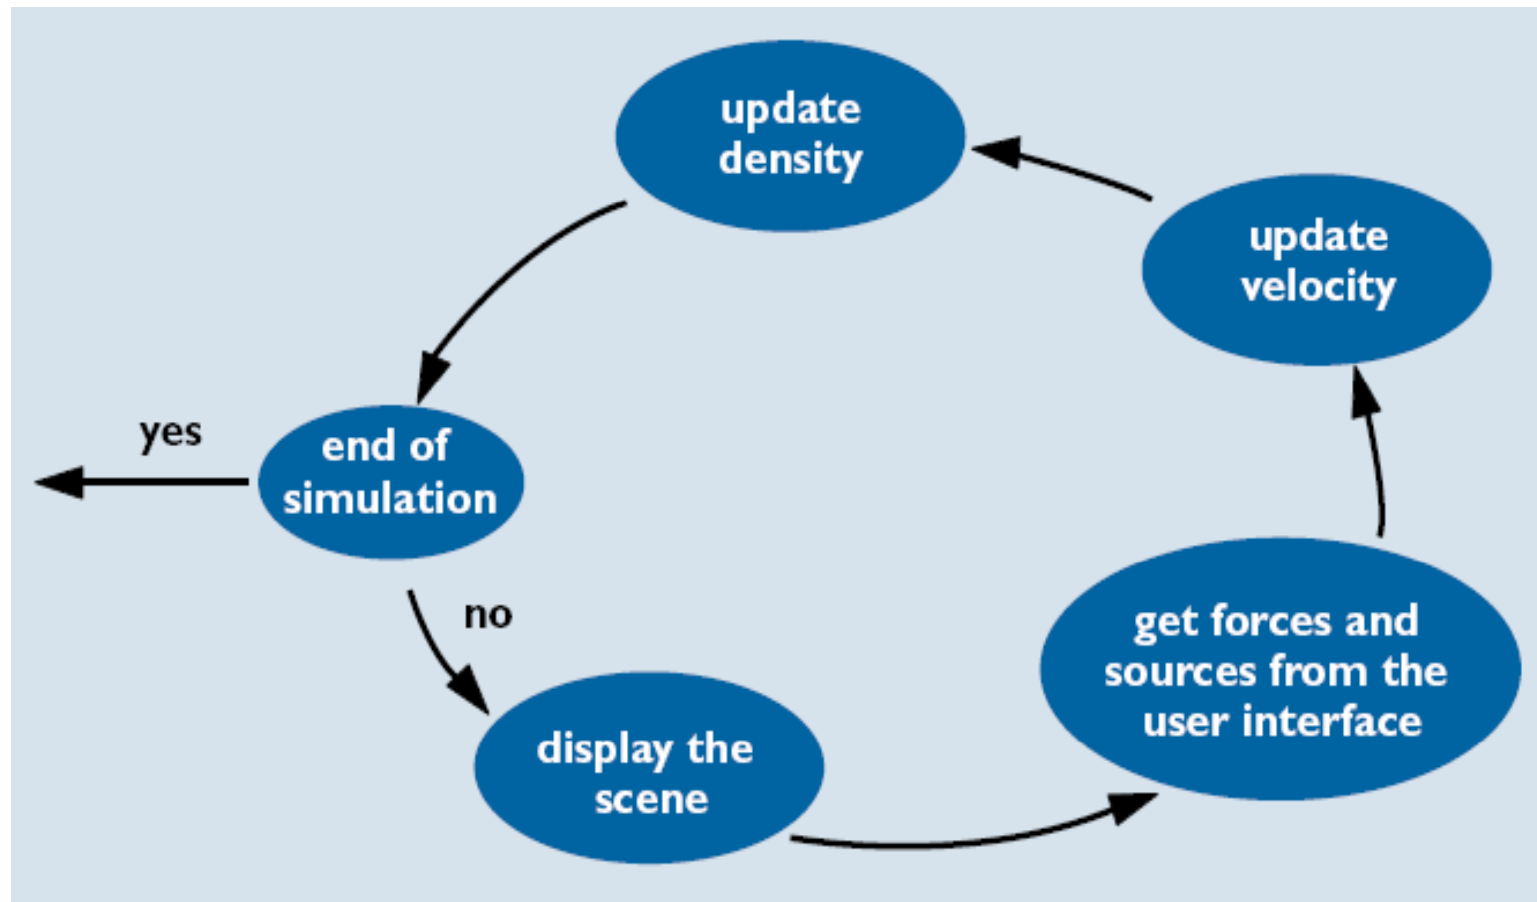 update
density
update
velocity
yes
end of
simulation
no
get forces and
sources from the
user interface
display the
scene